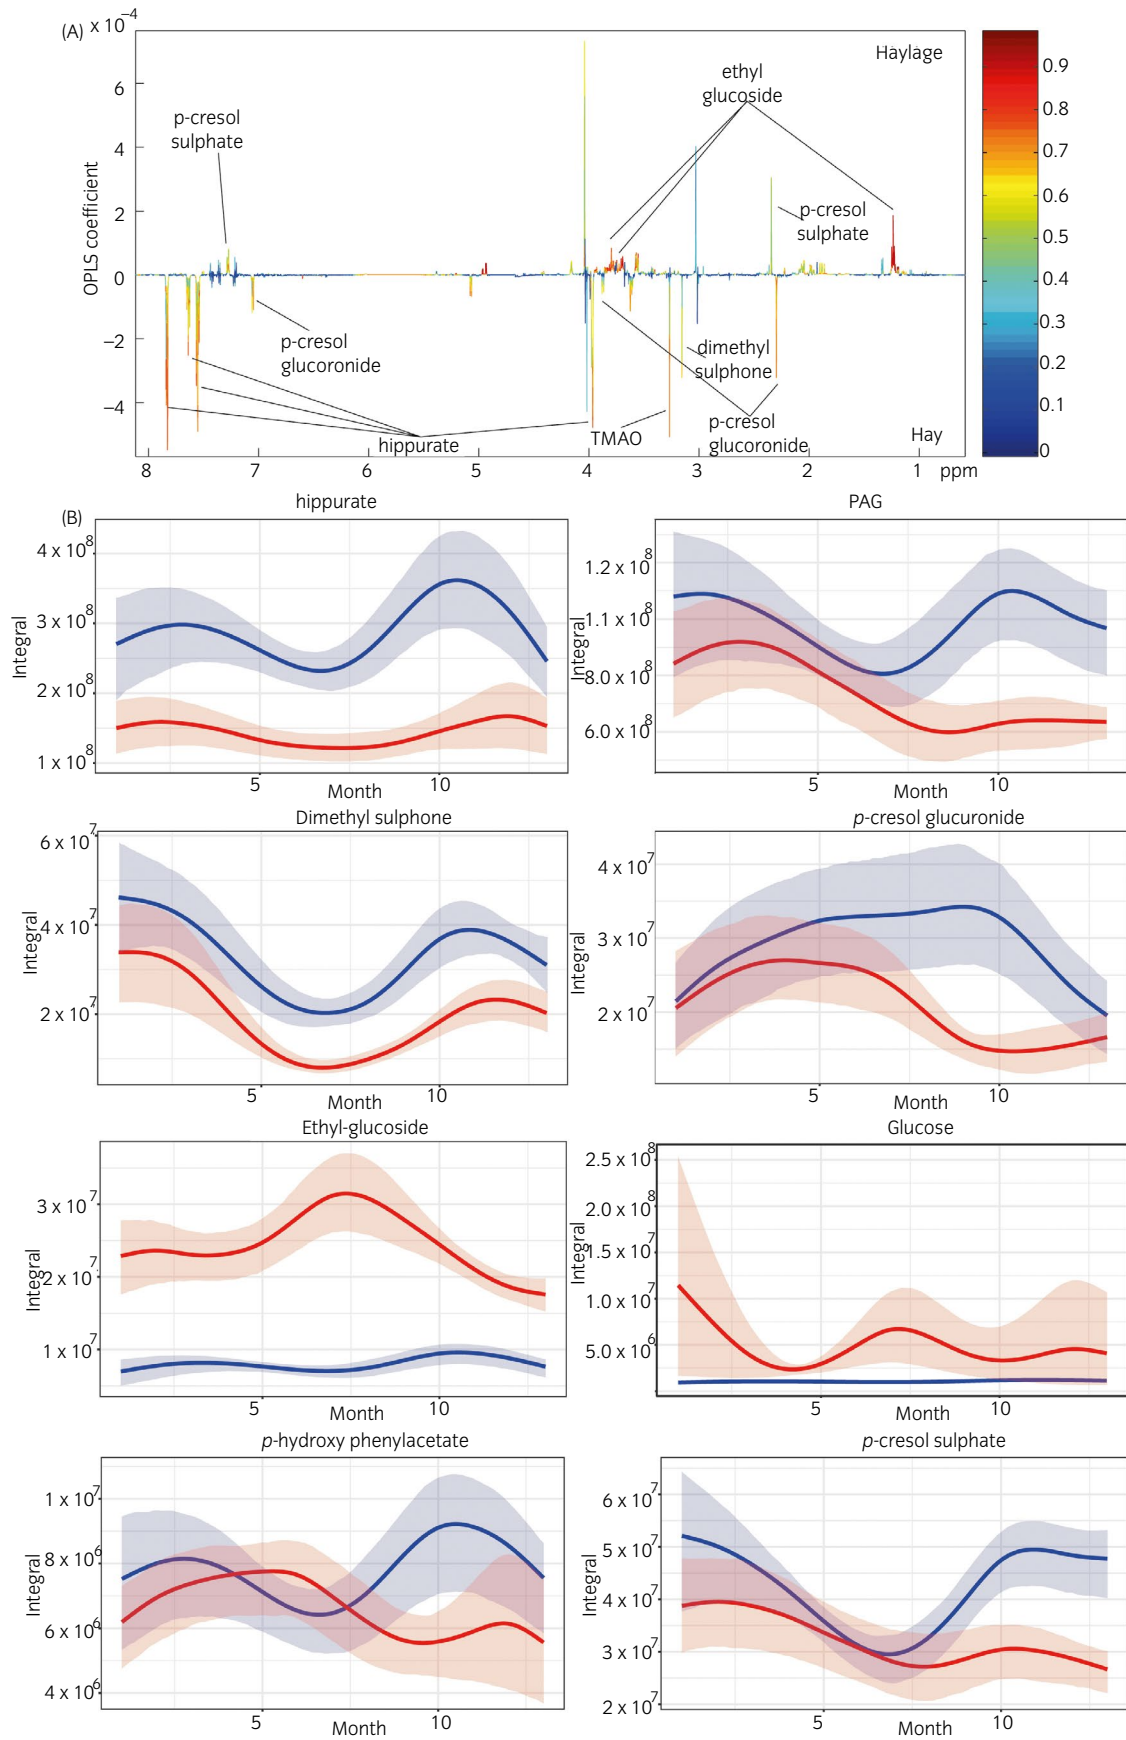 (A)
x 10⁻⁴
Haylage
ethyl
glucoside
p-cresol
sulphate
p-cresol
sulphate
p-cresol
glucoronide
dimethyl
sulphone
hippurate
TMAO
p-cresol
glucoronide
Hay
OPLS coefficient
6
4
2
0
−2
−4
8 7 6 5 4 3 2 1 ppm
0.9
0.8
0.7
0.6
0.5
0.4
0.3
0.2
0.1
0
(B)
hippurate
Integral
4 x 10⁸
3 x 10⁸
2 x 10⁸
1 x 10⁸
5 10
Month
PAG
Integral
1.2 x 10⁸
1.1 x 10⁸
8.0 x 10⁸
6.0 x 10⁸
5 10
Month
Dimethyl sulphone
Integral
6 x 10⁷
4 x 10⁷
2 x 10⁷
5 10
Month
p-cresol glucuronide
Integral
4 x 10⁷
3 x 10⁷
2 x 10⁷
5 10
Month
Ethyl-glucoside
Integral
3 x 10⁷
2 x 10⁷
1 x 10⁷
5 10
Month
Glucose
Integral
2.5 x 10⁸
2.0 x 10⁸
1.5 x 10⁷
1.0 x 10⁷
5.0 x 10⁶
5 10
Month
p-hydroxy phenylacetate
Integral
1 x 10⁷
8 x 10⁶
6 x 10⁶
4 x 10⁶
5 10
Month
p-cresol sulphate
Integral
6 x 10⁷
5 x 10⁷
4 x 10⁷
3 x 10⁷
2 x 10⁷
5 10
Month